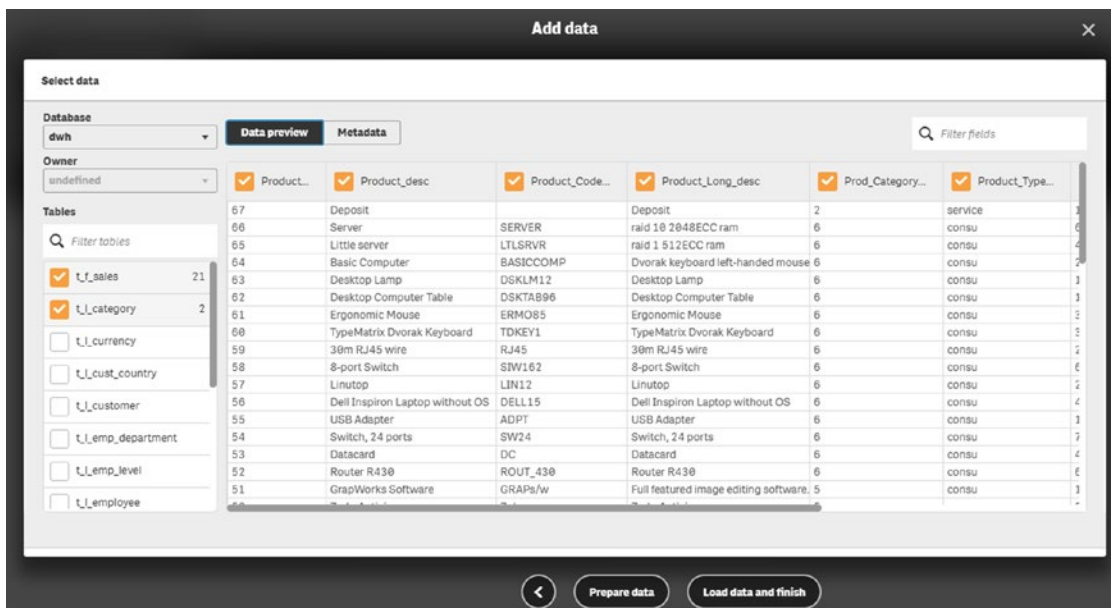 Add data
Select data
Database
dwh
Owner
undefined
Tables
Filter tables
t_f_sales 21
t_l_category 2
t_l_currency
t_l_cust_country
t_l_customer
t_l_emp_department
t_l_emp_level
t_l_employee
Data preview Metadata
Filter fields
Product... Product_desc Product_Code... Product_Long_desc Prod_Category... Product_Type...
67 Deposit Deposit 2 service
66 Server SERVER raid 10 2048ECC ram 6 consu
65 Little server LTLSRVR raid 1 512ECC ram 6 consu
64 Basic Computer BASICCOMP Dvorak keyboard left-handed mouse 6 consu
63 Desktop Lamp DSKLM12 Desktop Lamp 6 consu
62 Desktop Computer Table DSKTAB96 Desktop Computer Table 6 consu
61 Ergonomic Mouse ERMO85 Ergonomic Mouse 6 consu
60 TypeMatrix Dvorak Keyboard TDKEY1 TypeMatrix Dvorak Keyboard 6 consu
59 30m RJ45 wire RJ45 30m RJ45 wire 6 consu
58 8-port Switch SIW162 8-port Switch 6 consu
57 Linutop LIN12 Linutop 6 consu
56 Dell Inspiron Laptop without OS DELL15 Dell Inspiron Laptop without OS 6 consu
55 USB Adapter ADPT USB Adapter 6 consu
54 Switch, 24 ports SW24 Switch, 24 ports 6 consu
53 Datacard DC Datacard 6 consu
52 Router R430 ROUT_430 Router R430 6 consu
51 GrapWorks Software GRAPs/w Full featured image editing software. 5 consu
Prepare data Load data and finish